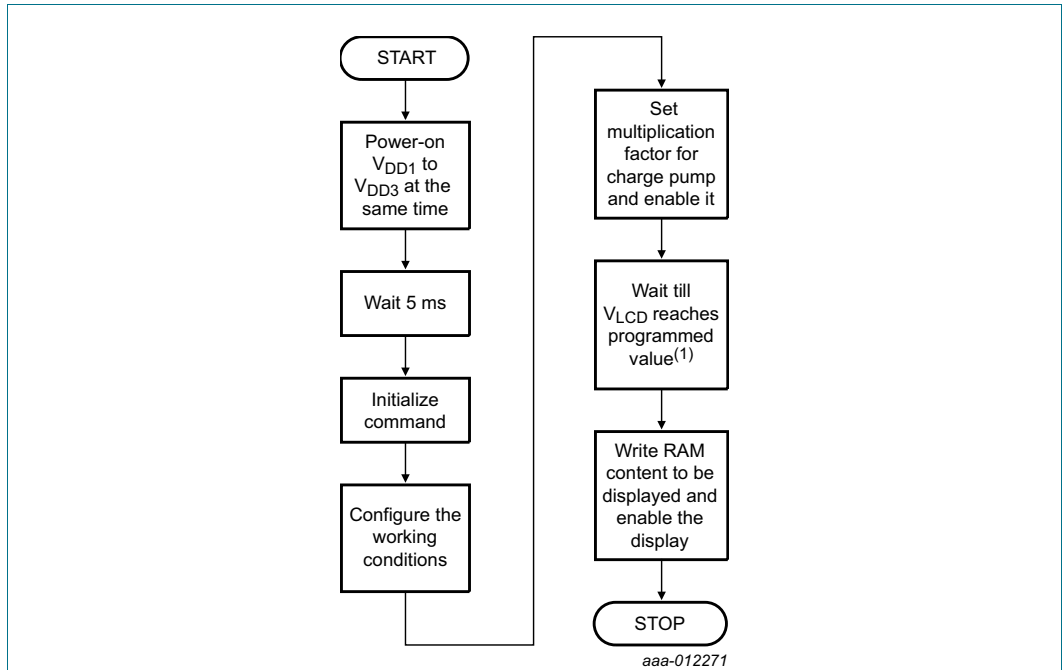 START
Power-on
VDD1 to
VDD3 at the
same time
Wait 5 ms
Initialize
command
Configure the
working
conditions
Set
multiplication
factor for
charge pump
and enable it
Wait till
VLCD reaches
programmed
value(1)
Write RAM
content to be
displayed and
enable the
display
STOP
aaa-012271